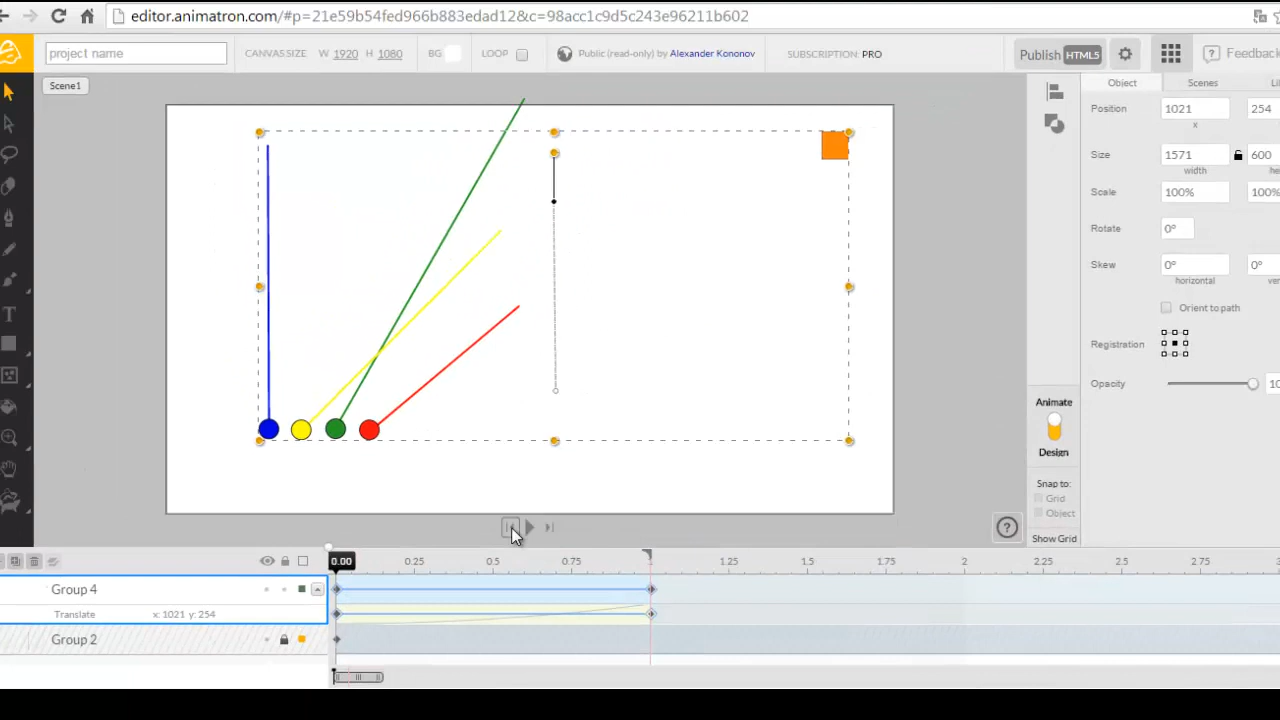 editor.animatron.com/#p=21e59b54fed966b883edad12&c=98acc1c9d5c243e96211b602
project name
CANVAS SIZE W 1920 H 1080
BG
LOOP
Public (read-only) by Alexander Kononov
SUBSCRIPTION: PRO
Publish HTML5
Feedback
Scene1
Object Scenes
Position 1021 254
x
Size 1571 600
width
Scale 100% 100%
Rotate 0°
Skew 0° 0°
horizontal
Orient to path
Registration
Opacity
Animate
Design
Snap to:
Grid
Object
Show Grid
T
?
0.00 0.25 0.5 0.75 1.25 1.5 1.75 2 2.25 2.5 2.75
Group 4
Translate x: 1021 y: 254
Group 2